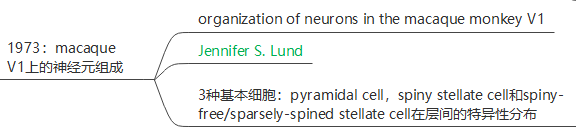 1973：macaque
V1上的神经元组成
organization of neurons in the macaque monkey V1
Jennifer S. Lund
3种基本细胞：pyramidal cell，spiny stellate cell和spiny-
free/sparsely-spined stellate cell在层间的特异性分布